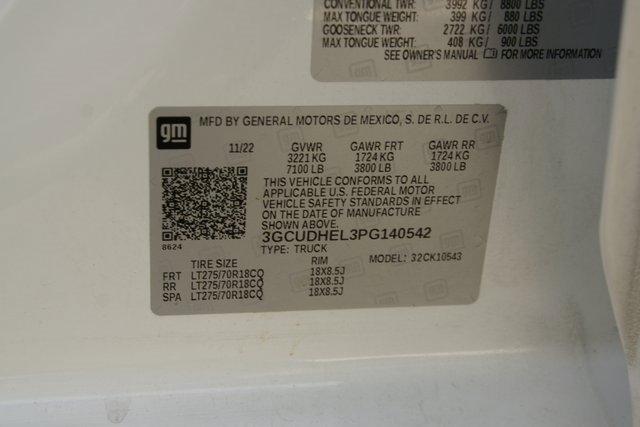 CONVENTIONAL TWR: 3992 KG/ 8800 LBS
MAX TONGUE WEIGHT: 399 KG/ 880 LBS
GOOSENECK TWR: 2722 KG/ 6000 LBS
MAX TONGUE WEIGHT: 408 KG/ 900 LBS
SEE OWNER'S MANUAL FOR MORE INFORMATION
gm
MFD BY GENERAL MOTORS DE MEXICO, S. DE R.L. DE C.V.
11/22 GVWR GAWR FRT GAWR RR
3221 KG 1724 KG 1724 KG
7100 LB 3800 LB 3800 LB
THIS VEHICLE CONFORMS TO ALL
APPLICABLE U.S. FEDERAL MOTOR
VEHICLE SAFETY STANDARDS IN EFFECT
ON THE DATE OF MANUFACTURE
SHOWN ABOVE.
3GCUDHEL3PG140542
8624
TYPE: TRUCK MODEL: 32CK10543
TIRE SIZE RIM
FRT LT275/70R18CQ 18X8.5J
RR LT275/70R18CQ 18X8.5J
SPA LT275/70R18CQ 18X8.5J